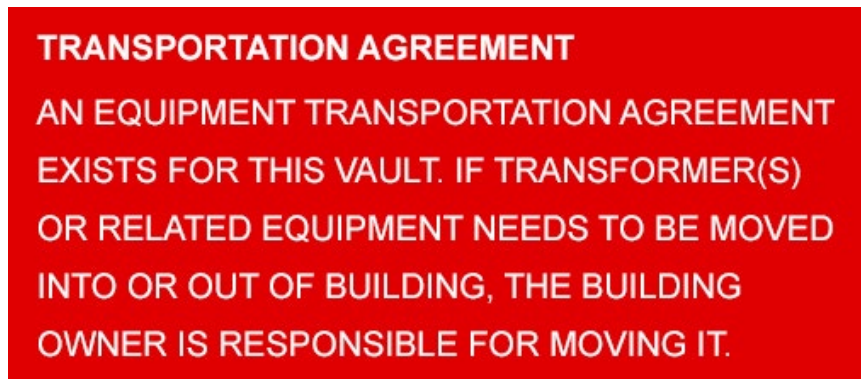 TRANSPORTATION AGREEMENT
AN EQUIPMENT TRANSPORTATION AGREEMENT
EXISTS FOR THIS VAULT. IF TRANSFORMER(S)
OR RELATED EQUIPMENT NEEDS TO BE MOVED
INTO OR OUT OF BUILDING, THE BUILDING
OWNER IS RESPONSIBLE FOR MOVING IT.